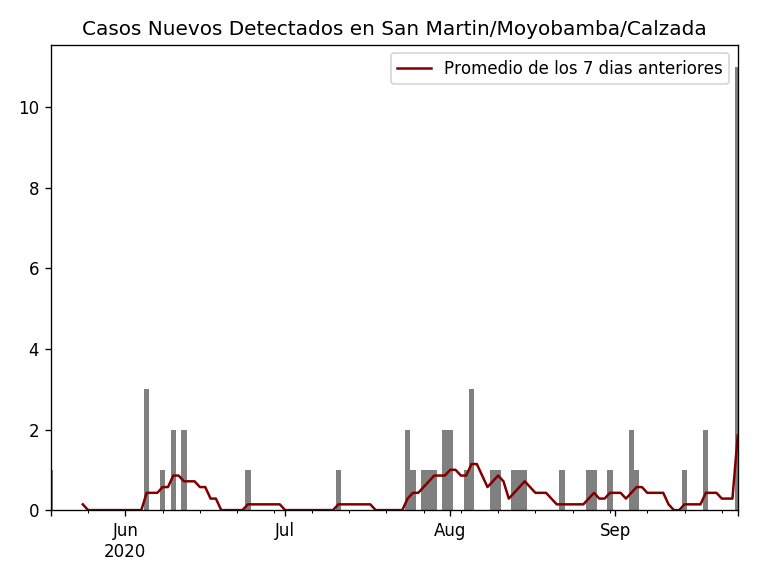 Casos Nuevos Detectados en San Martin/Moyobamba/Calzada
Promedio de los 7 dias anteriores
10
8
6
4
2
0
Jun Jul Aug Sep
2020